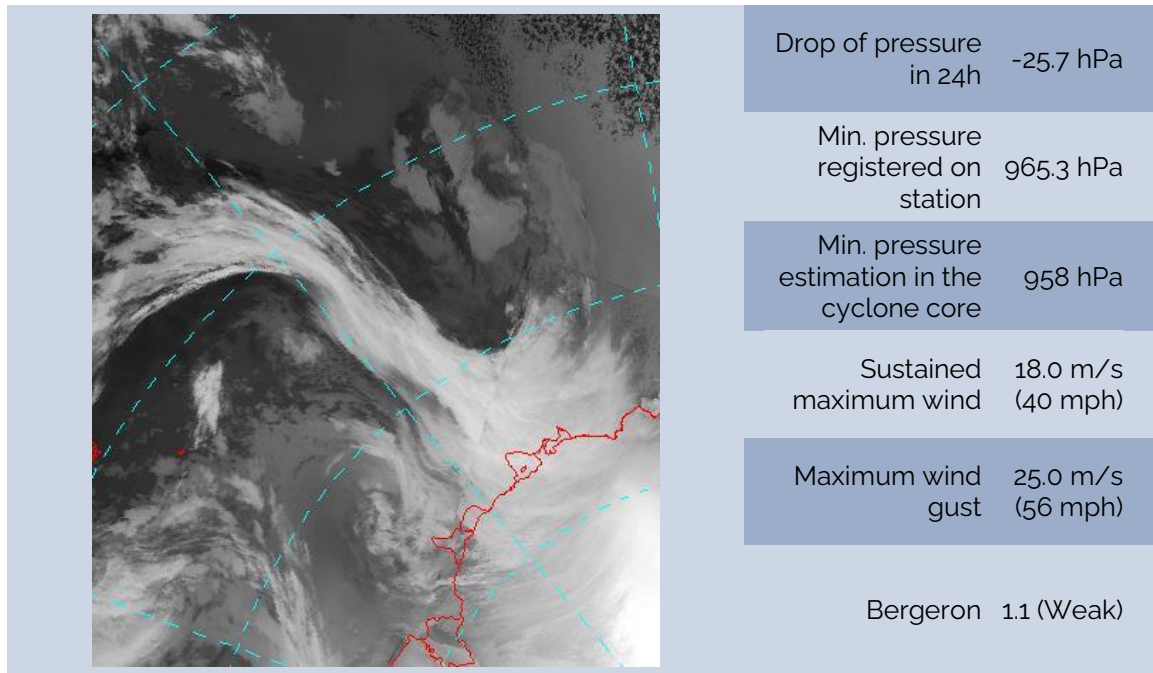 Drop of pressure
in 24h
-25.7 hPa
Min. pressure
registered on
station
965.3 hPa
Min. pressure
estimation in the
cyclone core
958 hPa
Sustained
maximum wind
18.0 m/s
(40 mph)
Maximum wind
gust
25.0 m/s
(56 mph)
Bergeron
1.1 (Weak)